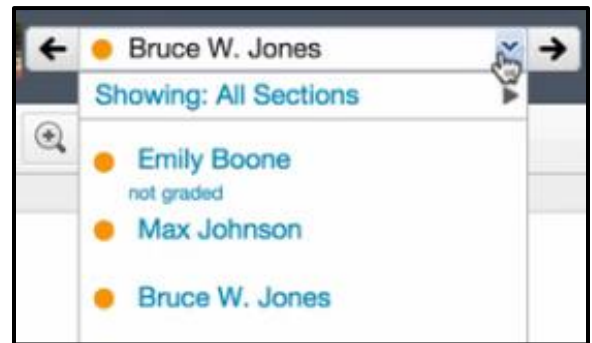 Bruce W. Jones
Showing: All Sections
Emily Boone
not graded
Max Johnson
Bruce W. Jones